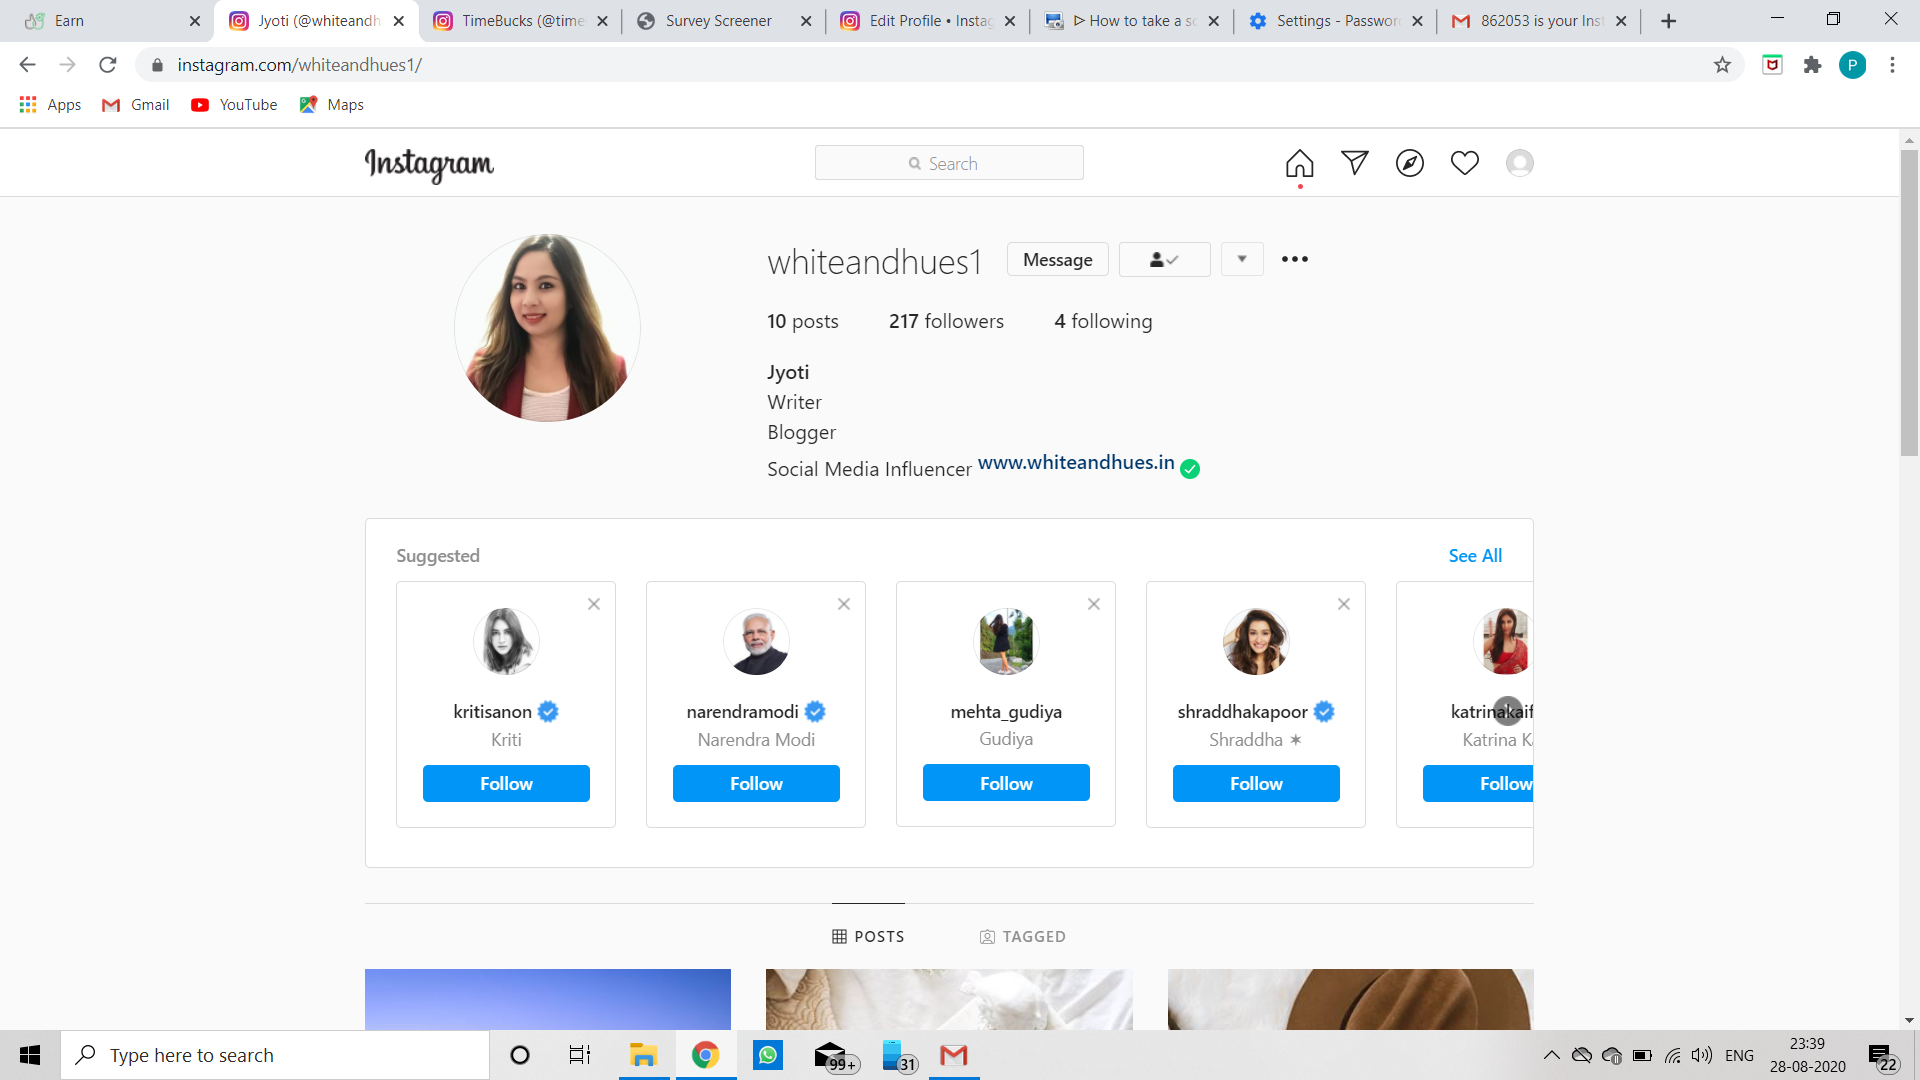 Earn
Jyoti (@whiteandh
TimeBucks (@time
Survey Screener
Edit Profile • Instag
How to take a sc
Settings - Password
862053 is your Inst
instagram.com/whiteandhues1/
P
Apps
Gmail
YouTube
Maps
Instagram
Search
whiteandhues1
Message
10 posts
217 followers
4 following
Jyoti
Writer
Blogger
Social Media Influencer www.whiteandhues.in
Suggested
See All
kritisanon
Kriti
Follow
narendramodi
Narendra Modi
Follow
mehta_gudiya
Gudiya
Follow
shraddhakapoor
Shraddha ✶
Follow
katrinakaif
Katrina Ka
Follow
POSTS
TAGGED
Type here to search
99+
31
ENG
23:39
28-08-2020
22